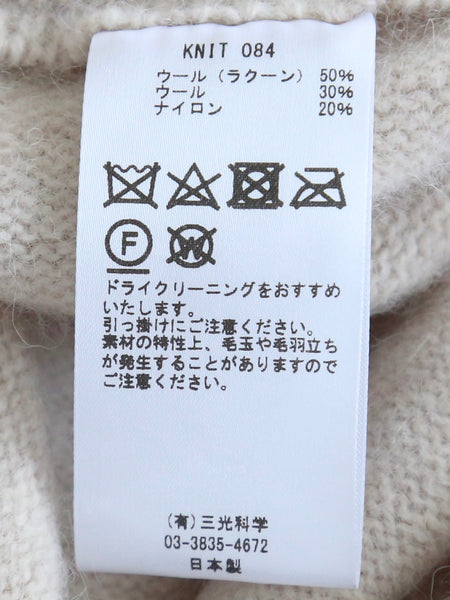 KNIT 084
ウール（ラクーン） 50%
ウール 30%
ナイロン 20%
F
W
ドライクリーニングをおすすめ
いたします。
引っ掛けにご注意ください。
素材の特性上、毛玉や毛羽立ち
が発生することがありますので
ご注意ください。
(有)三光科学
03-3835-4672
日本製